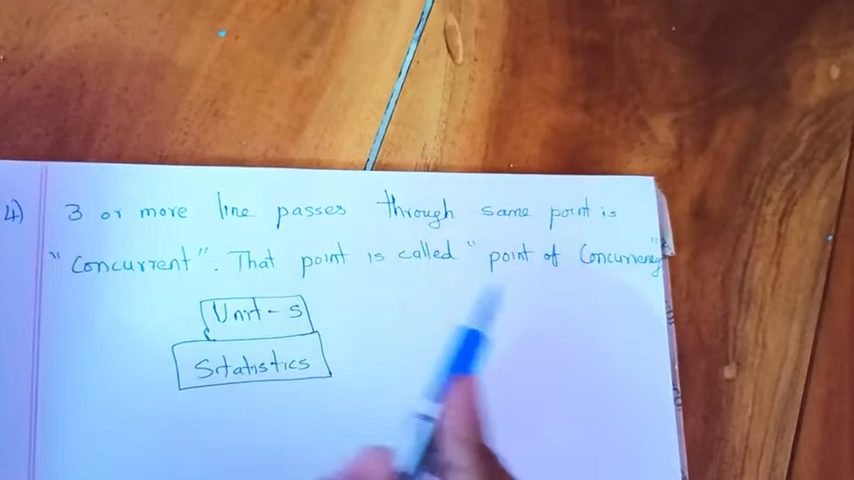 4) 3 or more line passes through same point is
"concurrent". That point is called "point of Concurrency"
Unit - 5
Statistics